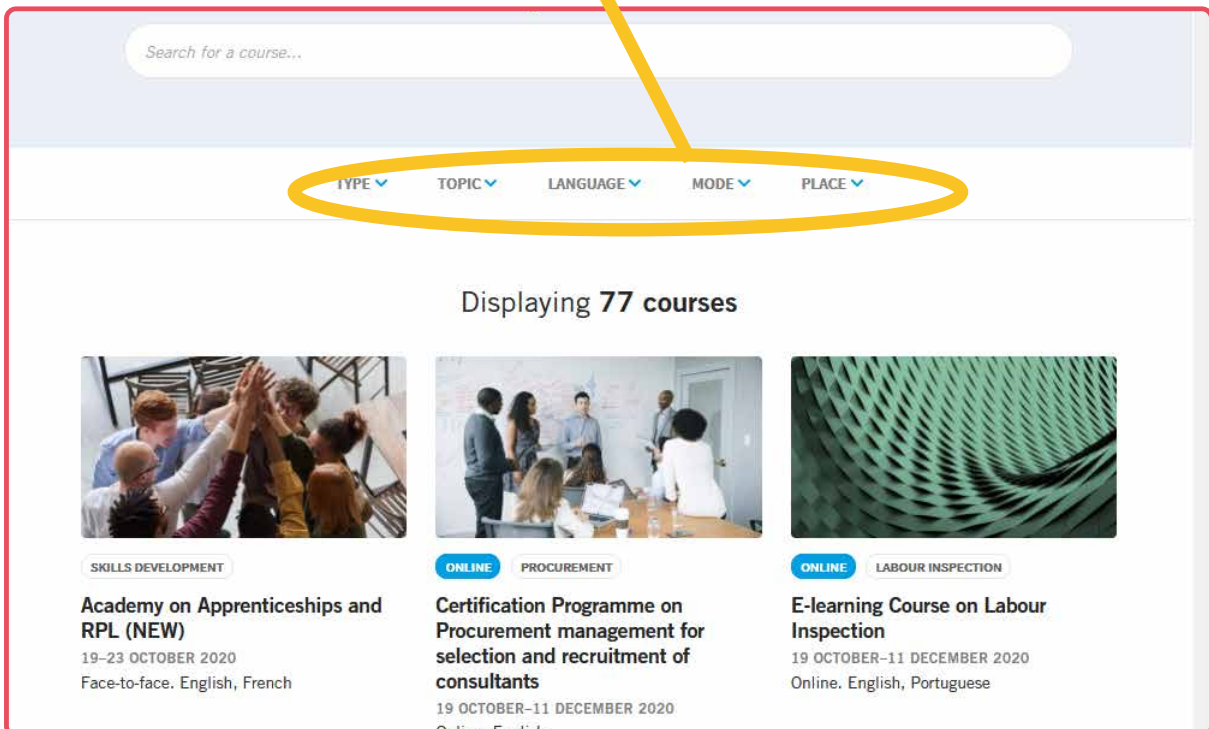 Search for a course...
TYPE
TOPIC
LANGUAGE
MODE
PLACE
Displaying 77 courses
SKILLS DEVELOPMENT
Academy on Apprenticeships and
RPL (NEW)
19–23 OCTOBER 2020
Face-to-face. English, French
ONLINE
PROCUREMENT
Certification Programme on
Procurement management for
selection and recruitment of
consultants
19 OCTOBER–11 DECEMBER 2020
ONLINE
LABOUR INSPECTION
E-learning Course on Labour
Inspection
19 OCTOBER–11 DECEMBER 2020
Online. English, Portuguese